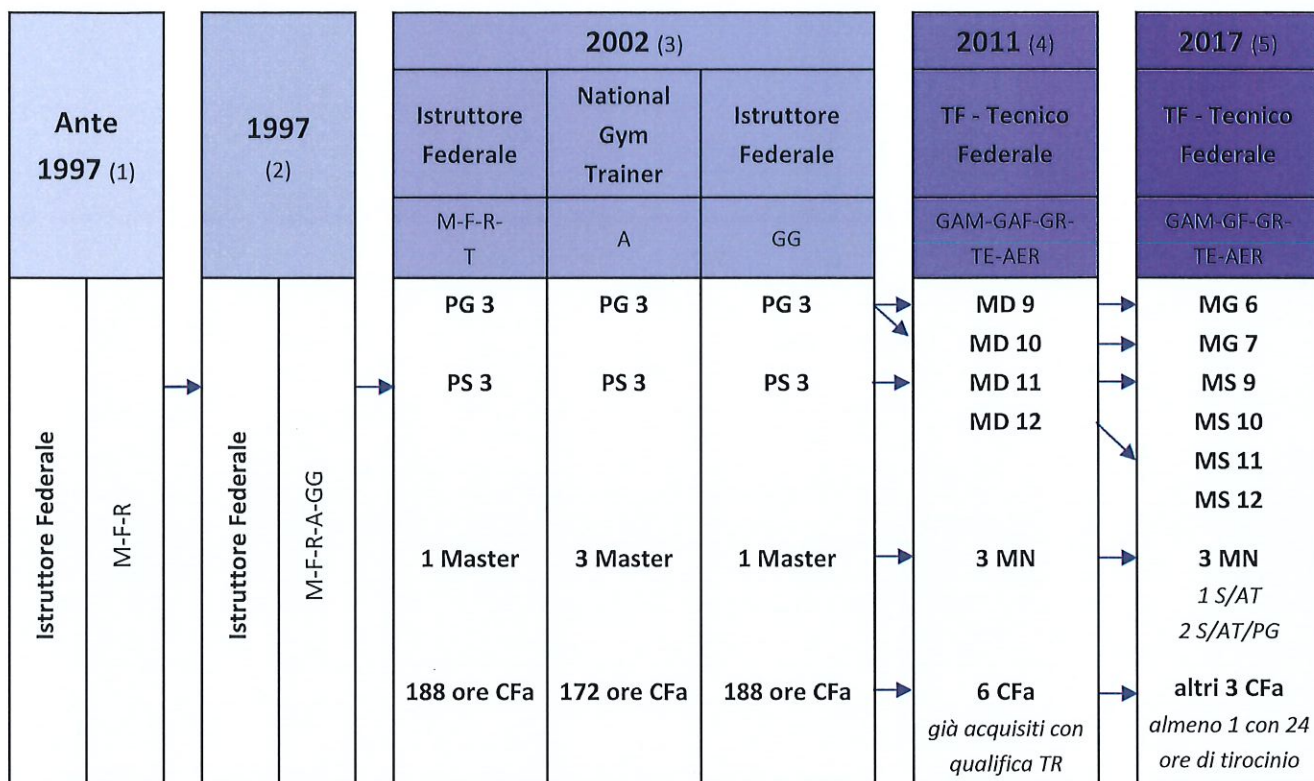 Ante
1997 (1)
1997
(2)
2002 (3)
2011 (4)
2017 (5)
Istruttore
Federale
National
Gym
Trainer
Istruttore
Federale
TF - Tecnico
Federale
TF - Tecnico
Federale
M-F-R-
T
A
GG
GAM-GAF-GR-
TE-AER
GAM-GF-GR-
TE-AER
Istruttore Federale
M-F-R
Istruttore Federale
M-F-R-A-GG
PG 3
PG 3
PG 3
MD 9
MG 6
MD 10
MG 7
PS 3
PS 3
PS 3
MD 11
MS 9
MD 12
MS 10
MS 11
MS 12
1 Master
3 Master
1 Master
3 MN
3 MN
1 S/AT
2 S/AT/PG
188 ore CFa
172 ore CFa
188 ore CFa
6 CFa
già acquisiti con
qualifica TR
altri 3 CFa
almeno 1 con 24
ore di tirocinio